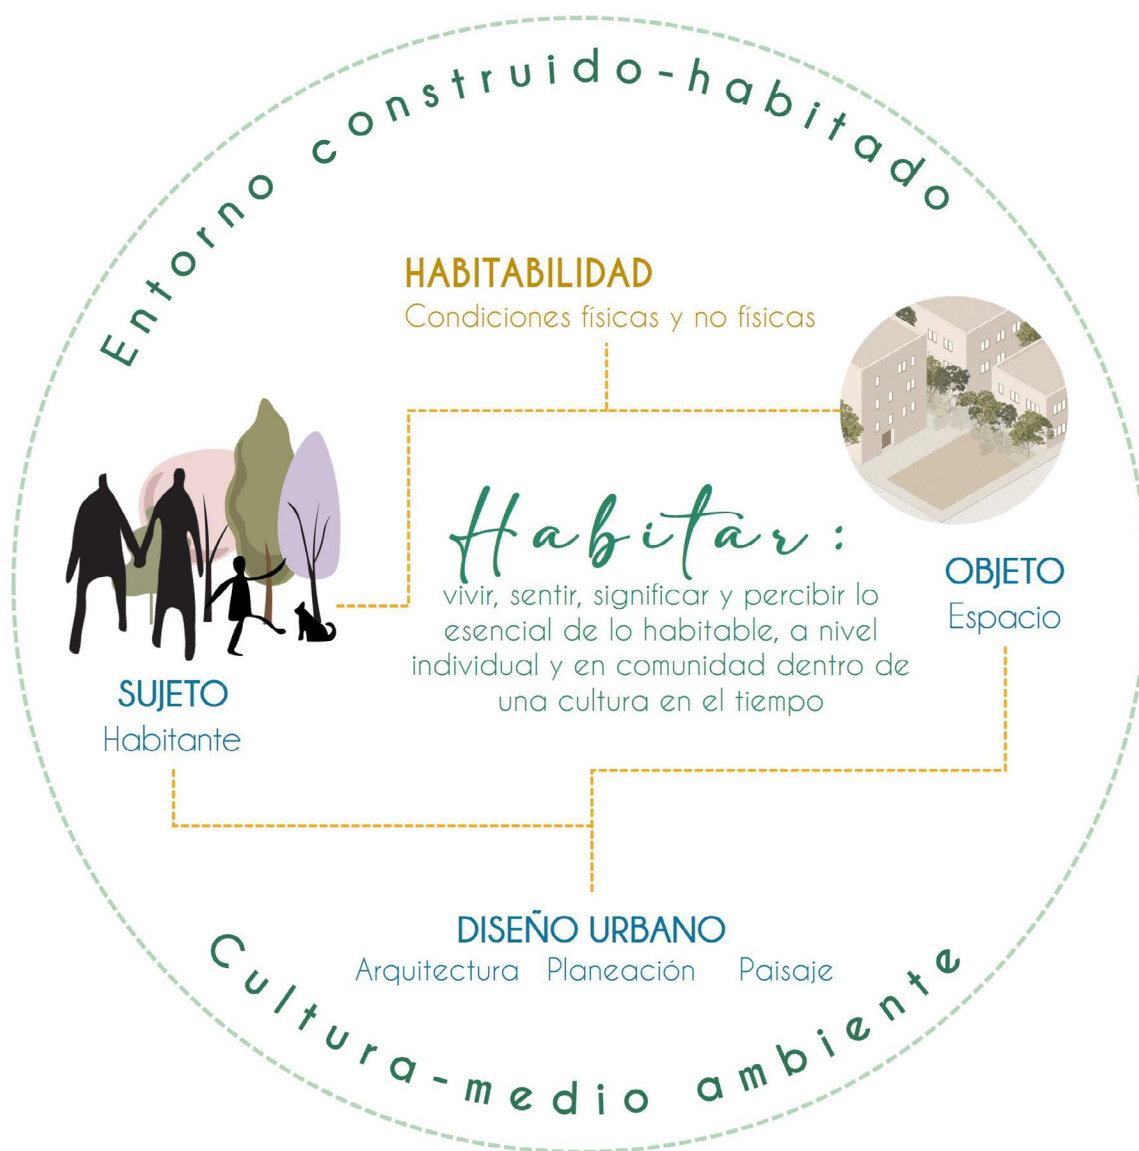 Entorno construido-habitado
HABITABILIDAD
Condiciones físicas y no físicas
Habitar:
vivir, sentir, significar y percibir lo
esencial de lo habitable, a nivel
individual y en comunidad dentro de
una cultura en el tiempo
OBJETO
Espacio
SUJETO
Habitante
DISEÑO URBANO
Arquitectura Planeación Paisaje
Cultura-medio ambiente